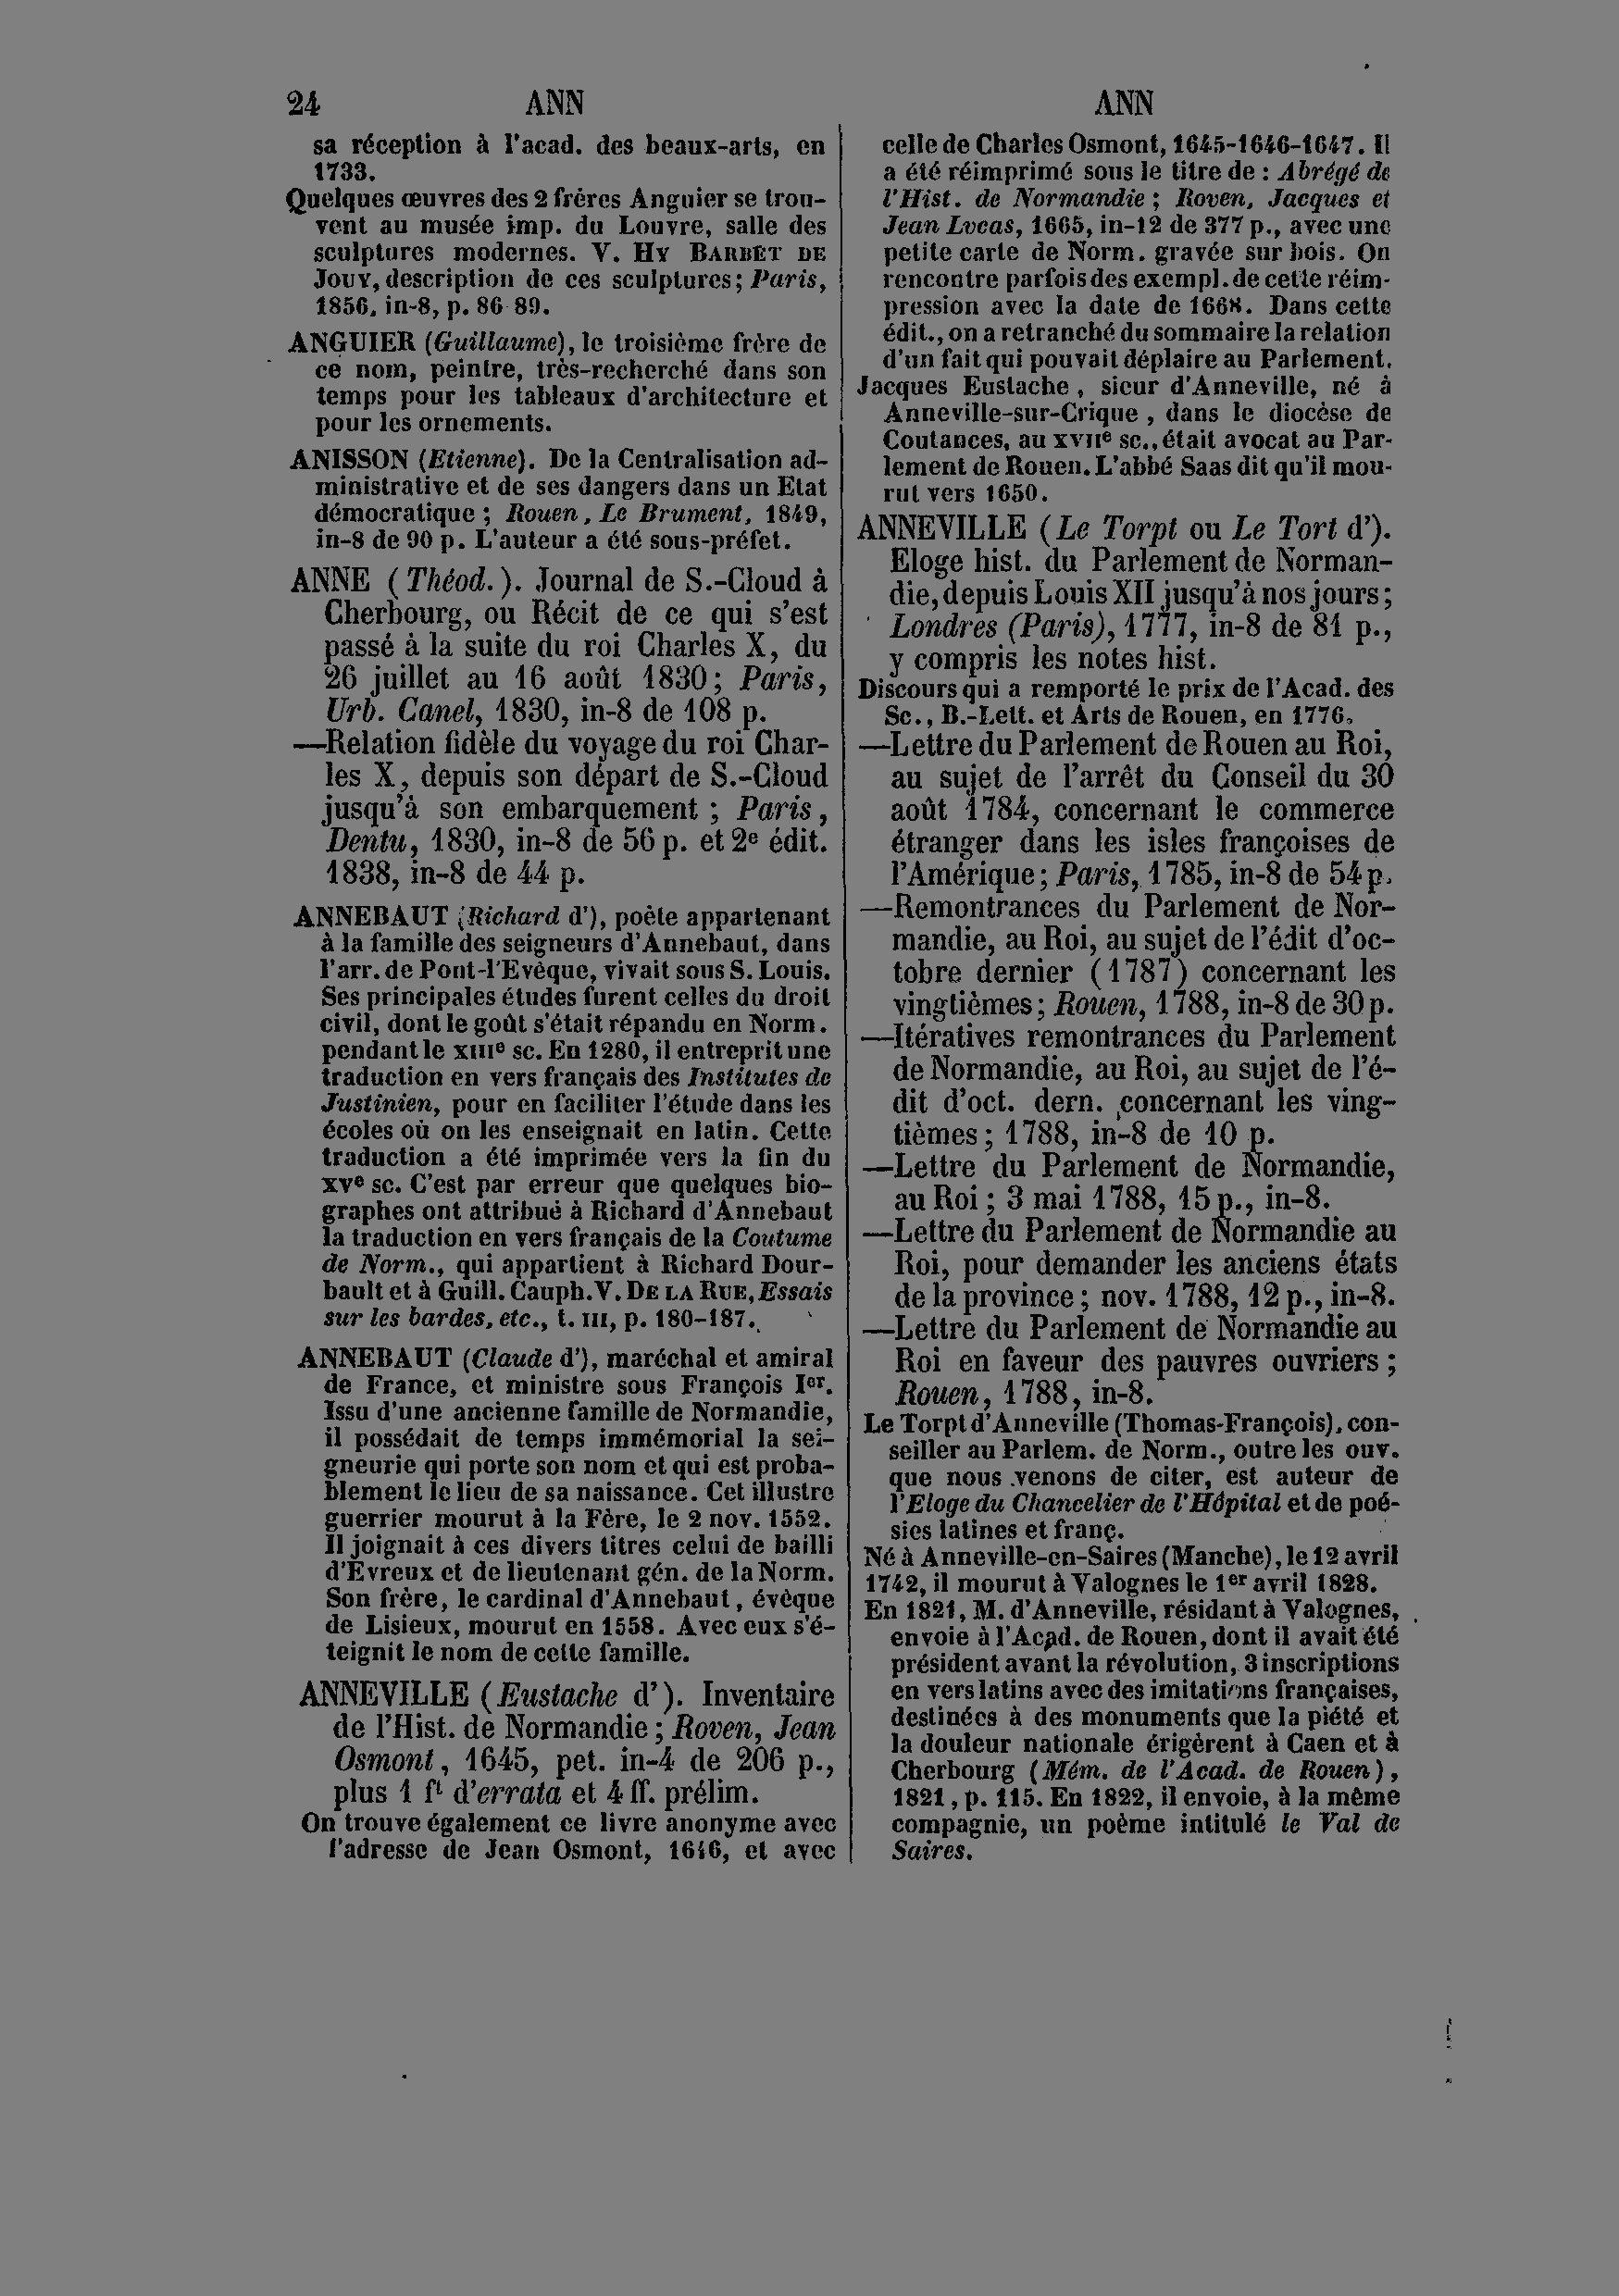 24 ANN ANN
sa réception à l'acad. des beaux-arts, en
1733.
Quelques œuvres des 2 frères Anguier se trou-
vent au musée imp. du Louvre, salle des
sculptures modernes. V. HY BARBET DE
JOUY, description de ces sculptures; Paris,
1856, in-8, p. 86-89.
ANGUIER (Guillaume), le troisième frère de
ce nom, peintre, très-recherché dans son
temps pour les tableaux d'architecture et
pour les ornements.
ANISSON (Etienne). De la Centralisation ad-
ministrative et de ses dangers dans un Etat
démocratique; Rouen, Le Brument, 1849,
in-8 de 90 p. L'auteur a été sous-préfet.
ANNE (Théod.). Journal de S.-Cloud à
Cherbourg, ou Récit de ce qui s'est
passé à la suite du roi Charles X, du
26 juillet au 16 août 1830; Paris,
Urb. Canel, 1830, in-8 de 108 p.
—Relation fidèle du voyage du roi Char-
les X, depuis son départ de S.-Cloud
jusqu'à son embarquement; Paris,
Dentu, 1830, in-8 de 56 p. et 2e édit.
1838, in-8 de 44 p.
ANNEBAUT (Richard d'), poète appartenant
à la famille des seigneurs d'Annebaut, dans
l'arr. de Pont-l'Evêque, vivait sous S. Louis.
Ses principales études furent celles du droit
civil, dont le goût s'était répandu en Norm.
pendant le XIIIe sc. En 1280, il entreprit une
traduction en vers français des Institutes de
Justinien, pour en faciliter l'étude dans les
écoles où on les enseignait en latin. Cette
traduction a été imprimée vers la fin du
XVe sc. C'est par erreur que quelques bio-
graphes ont attribué à Richard d'Annebaut
la traduction en vers français de la Coutume
de Norm., qui appartient à Richard Dour-
bault et à Guill. Cauph. V. DE LA RUE, Essais
sur les bardes, etc., t. III, p. 180-187.
ANNEBAUT (Claude d'), maréchal et amiral
de France, et ministre sous François Ier.
Issu d'une ancienne famille de Normandie,
il possédait de temps immémorial la sei-
gneurie qui porte son nom et qui est proba-
blement le lieu de sa naissance. Cet illustre
guerrier mourut à la Fère, le 2 nov. 1552.
Il joignait à ces divers titres celui de bailli
d'Evreux et de lieutenant gén. de la Norm.
Son frère, le cardinal d'Annebaut, évêque
de Lisieux, mourut en 1558. Avec eux s'é-
teignit le nom de cette famille.
ANNEVILLE (Eustache d'). Inventaire
de l'Hist. de Normandie; Roven, Jean
Osmont, 1645, pet. in-4 de 206 p.,
plus 1 ft d'errata et 4 ff. prélim.
On trouve également ce livre anonyme avec
l'adresse de Jean Osmont, 1646, et avec
celle de Charles Osmont, 1645-1646-1647. Il
a été réimprimé sous le titre de : Abrégé de
l'Hist. de Normandie; Roven, Jacques et
Jean Lvcas, 1665, in-12 de 377 p., avec une
petite carte de Norm. gravée sur bois. On
rencontre parfois des exempl. de cette réim-
pression avec la date de 1668. Dans cette
édit., on a retranché du sommaire la relation
d'un fait qui pouvait déplaire au Parlement.
Jacques Eustache, sieur d'Anneville, né à
Anneville-sur-Crique, dans le diocèse de
Coutances, au XVIIe sc., était avocat au Par-
lement de Rouen. L'abbé Saas dit qu'il mou-
rut vers 1650.
ANNEVILLE (Le Torpt ou Le Tort d').
Eloge hist. du Parlement de Norman-
die, depuis Louis XII jusqu'à nos jours;
Londres (Paris), 1777, in-8 de 81 p.,
y compris les notes hist.
Discours qui a remporté le prix de l'Acad. des
Sc., B.-Lett. et Arts de Rouen, en 1776.
—Lettre du Parlement de Rouen au Roi,
au sujet de l'arrêt du Conseil du 30
août 1784, concernant le commerce
étranger dans les isles françoises de
l'Amérique; Paris, 1785, in-8 de 54 p.
—Remontrances du Parlement de Nor-
mandie, au Roi, au sujet de l'édit d'oc-
tobre dernier (1787) concernant les
vingtièmes; Rouen, 1788, in-8 de 30 p.
—Itératives remontrances du Parlement
de Normandie, au Roi, au sujet de l'é-
dit d'oct. dern. concernant les ving-
tièmes; 1788, in-8 de 10 p.
—Lettre du Parlement de Normandie,
au Roi; 3 mai 1788, 15 p., in-8.
—Lettre du Parlement de Normandie au
Roi, pour demander les anciens états
de la province; nov. 1788, 12 p., in-8.
—Lettre du Parlement de Normandie au
Roi en faveur des pauvres ouvriers;
Rouen, 1788, in-8.
Le Torpt d'Anneville (Thomas-François), con-
seiller au Parlem. de Norm., outre les ouv.
que nous venons de citer, est auteur de
l'Eloge du Chancelier de l'Hôpital et de poé-
sies latines et franç.
Né à Anneville-en-Saires (Manche), le 12 avril
1742, il mourut à Valognes le 1er avril 1828.
En 1821, M. d'Anneville, résidant à Valognes,
envoie à l'Acad. de Rouen, dont il avait été
président avant la révolution, 3 inscriptions
en vers latins avec des imitations françaises,
destinées à des monuments que la piété et
la douleur nationale érigèrent à Caen et à
Cherbourg (Mém. de l'Acad. de Rouen),
1821, p. 115. En 1822, il envoie, à la même
compagnie, un poème intitulé le Val de
Saires.